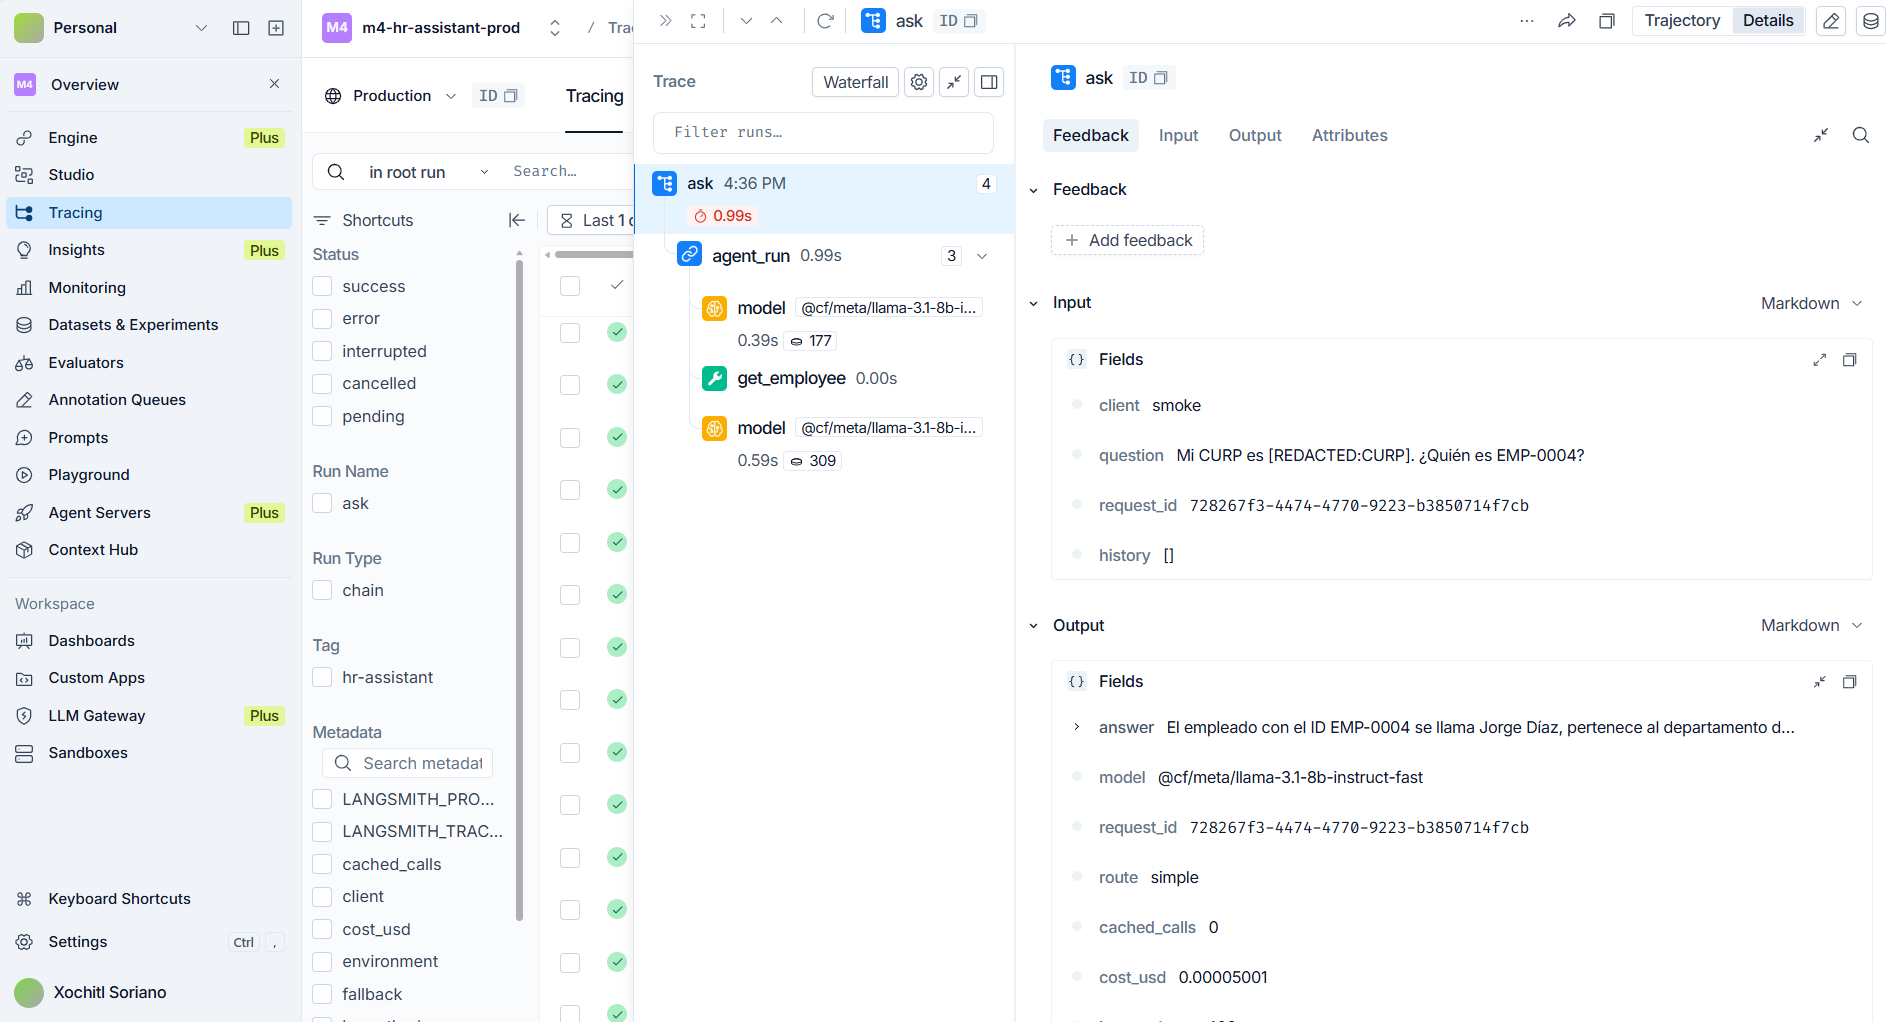 Personal
M4 Overview
Engine Plus
Studio
Tracing
Insights Plus
Monitoring
Datasets & Experiments
Evaluators
Annotation Queues
Prompts
Playground
Agent Servers Plus
Context Hub
Workspace
Dashboards
Custom Apps
LLM Gateway Plus
Sandboxes
Keyboard Shortcuts
Settings Ctrl ,
Xochitl Soriano
M4 m4-hr-assistant-prod / Tra
Production ID Tracing
in root run Search...
Shortcuts Last 1
Status
success
error
interrupted
cancelled
pending
Run Name
ask
Run Type
chain
Tag
hr-assistant
Metadata
Search metadat
LANGSMITH_PRO...
LANGSMITH_TRAC...
cached_calls
client
cost_usd
environment
fallback
ask ID
Trajectory Details
Trace Waterfall
Filter runs...
ask 4:36 PM 4
0.99s
agent_run 0.99s 3
model @cf/meta/llama-3.1-8b-i...
0.39s 177
get_employee 0.00s
model @cf/meta/llama-3.1-8b-i...
0.59s 309
ask ID
Feedback Input Output Attributes
Feedback
+ Add feedback
Input Markdown
{} Fields
client smoke
question Mi CURP es [REDACTED:CURP]. ¿Quién es EMP-0004?
request_id 728267f3-4474-4770-9223-b3850714f7cb
history []
Output Markdown
{} Fields
answer El empleado con el ID EMP-0004 se llama Jorge Díaz, pertenece al departamento d...
model @cf/meta/llama-3.1-8b-instruct-fast
request_id 728267f3-4474-4770-9223-b3850714f7cb
route simple
cached_calls 0
cost_usd 0.00005001